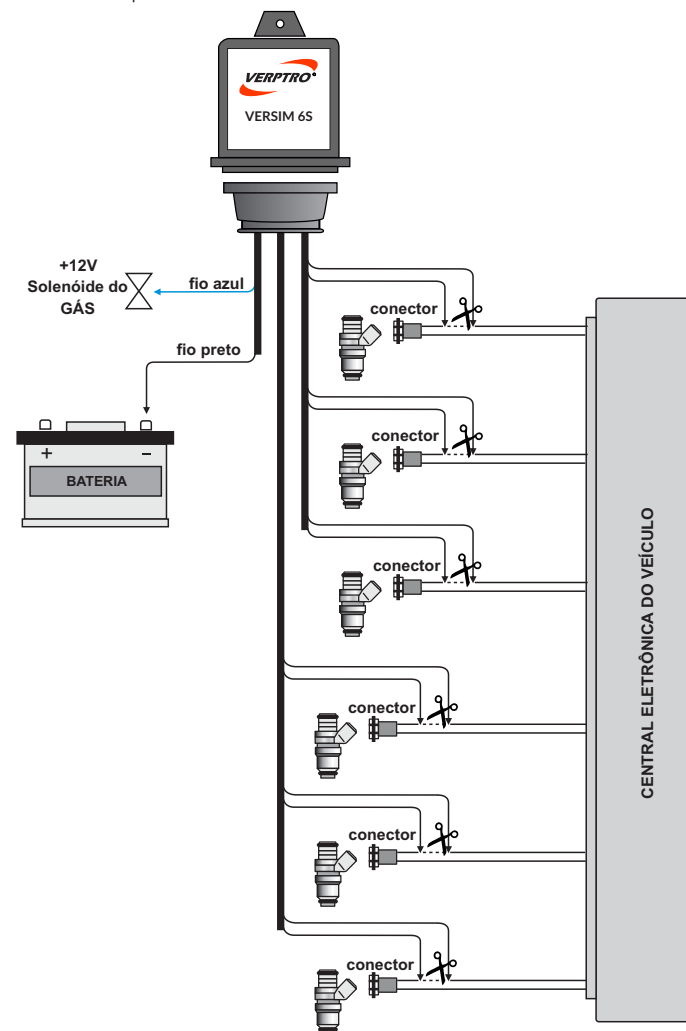 VERPTRO®
VERSIM 6S
+12V
Solenóide do
GÁS
fio azul
fio preto
+ −
BATERIA
conector
conector
conector
conector
conector
conector
CENTRAL ELETRÔNICA DO VEÍCULO